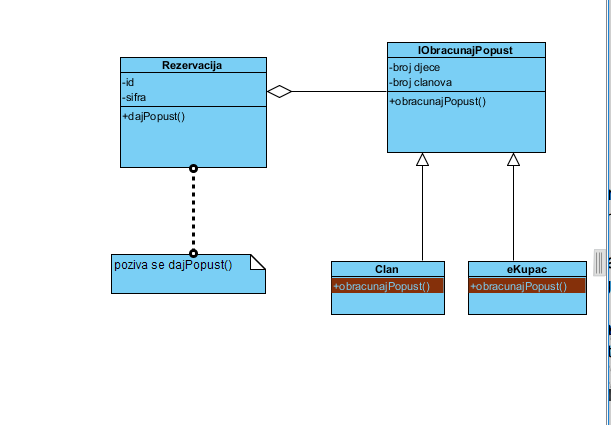 Rezervacija
-id
-sifra
+dajPopust()
IObracunajPopust
-broj djece
-broj clanova
+obracunajPopust()
poziva se dajPopust()
Clan
+obracunajPopust()
eKupac
+obracunajPopust()